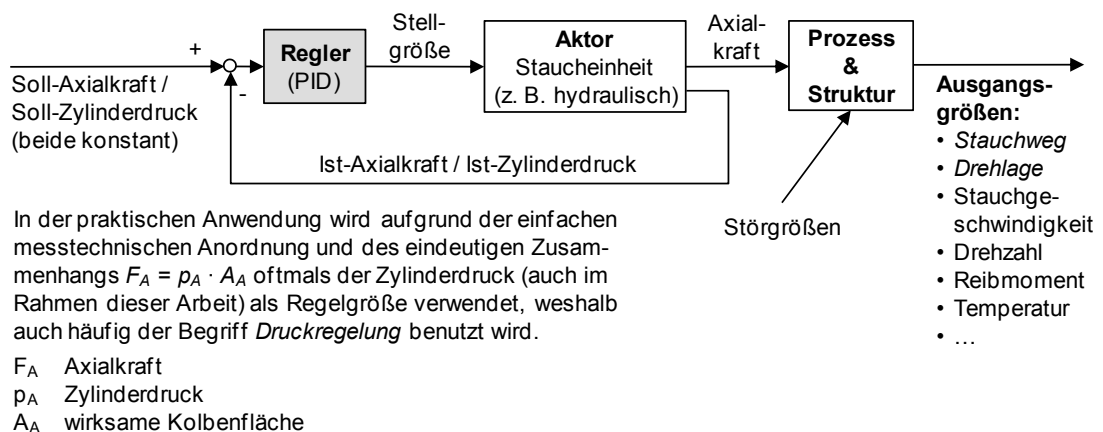 Soll-Axialkraft /
Soll-Zylinderdruck
(beide konstant)
+
-
Regler
(PID)
Stell-
größe
Aktor
Staucheinheit
(z. B. hydraulisch)
Axial-
kraft
Prozess
&
Struktur
Ist-Axialkraft / Ist-Zylinderdruck
Störgrößen
Ausgangs-
größen:
• Stauchweg
• Drehlage
• Stauchge-
schwindigkeit
• Drehzahl
• Reibmoment
• Temperatur
• …
In der praktischen Anwendung wird aufgrund der einfachen
messtechnischen Anordnung und des eindeutigen Zusam-
menhangs F_A = p_A · A_A oftmals der Zylinderdruck (auch im
Rahmen dieser Arbeit) als Regelgröße verwendet, weshalb
auch häufig der Begriff Druckregelung benutzt wird.
F_A Axialkraft
p_A Zylinderdruck
A_A wirksame Kolbenfläche